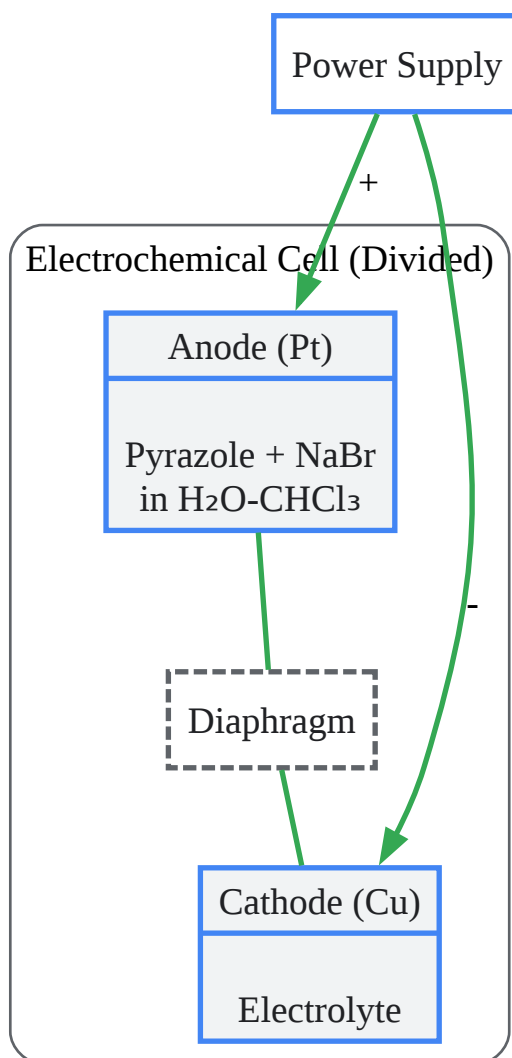 Power Supply
+
Electrochemical Cell (Divided)
Anode (Pt)
Pyrazole + NaBr
in H₂O-CHCl₃
-
Diaphragm
Cathode (Cu)
Electrolyte